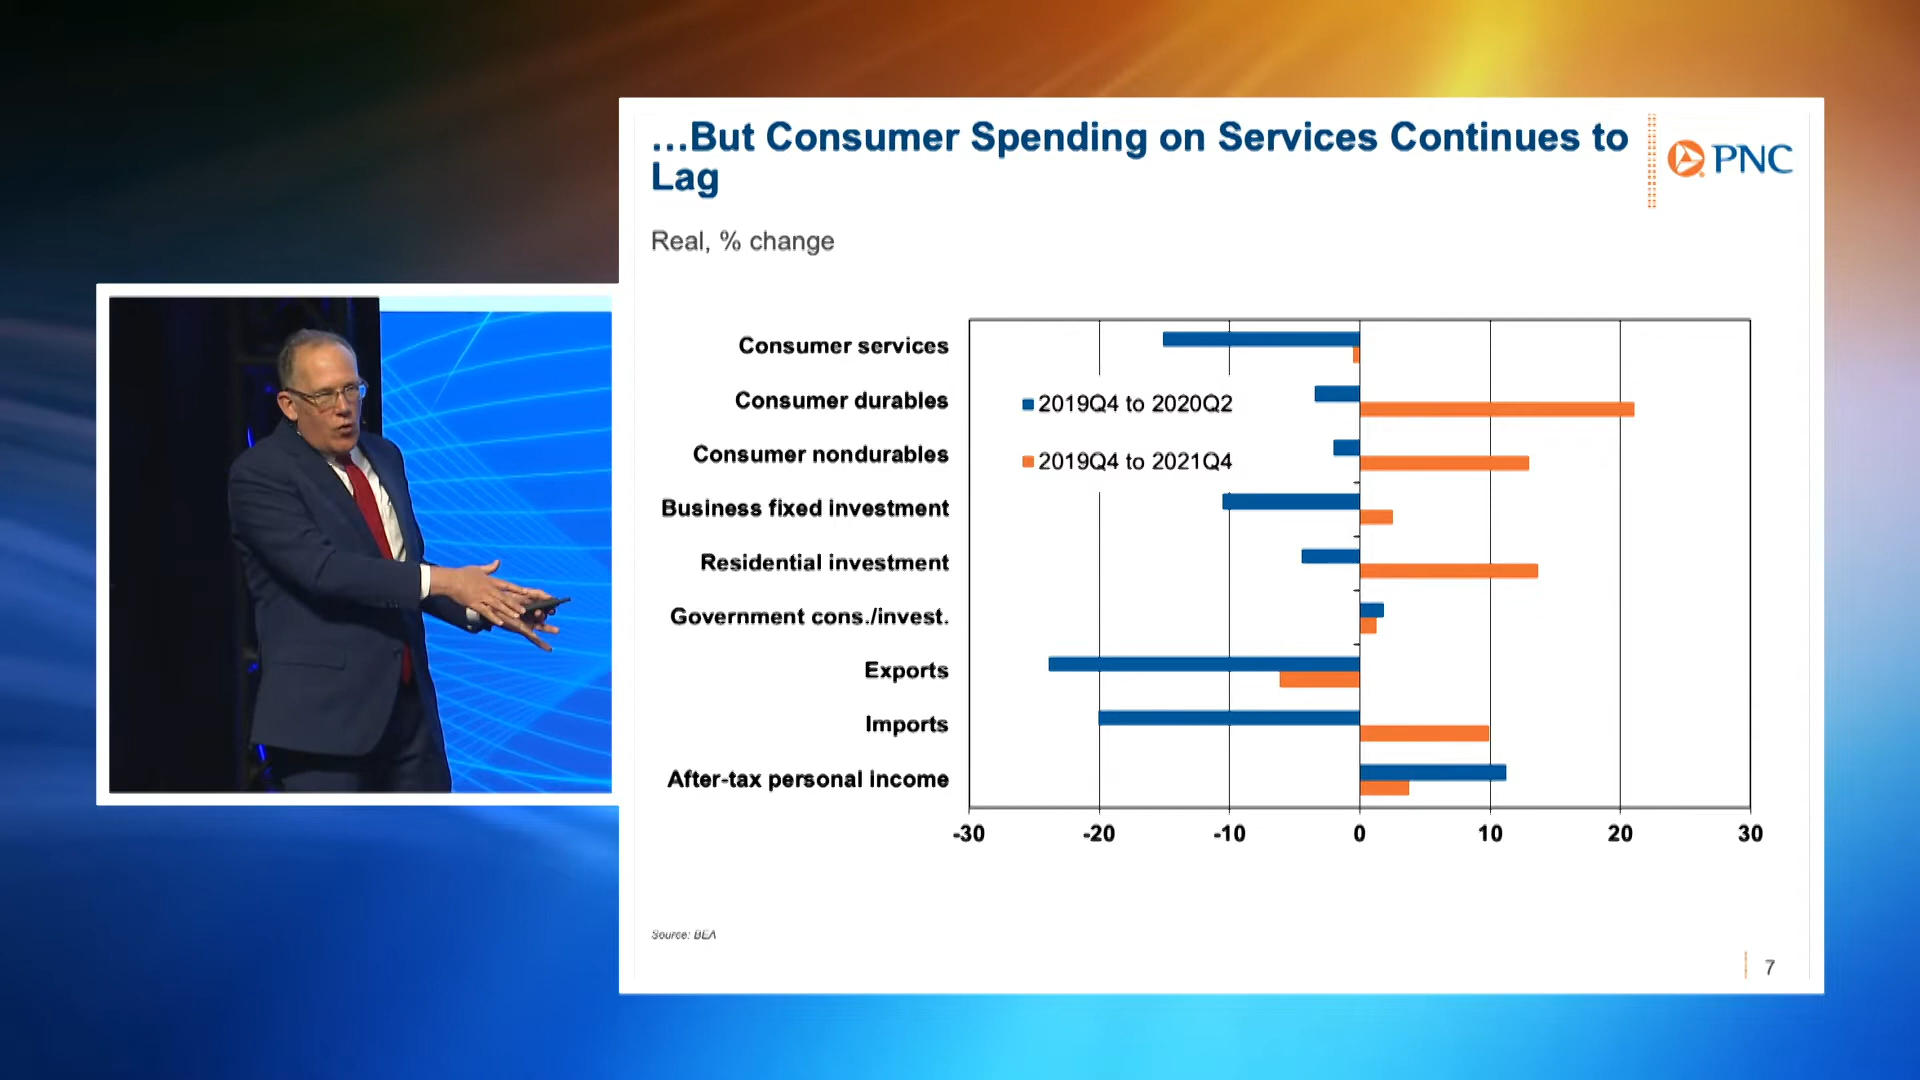 …But Consumer Spending on Services Continues to
Lag
PNC
Real, % change
Consumer services
Consumer durables
Consumer nondurables
Business fixed investment
Residential investment
Government cons./invest.
Exports
Imports
After-tax personal income
2019Q4 to 2020Q2
2019Q4 to 2021Q4
-30 -20 -10 0 10 20 30
Source: BEA
7